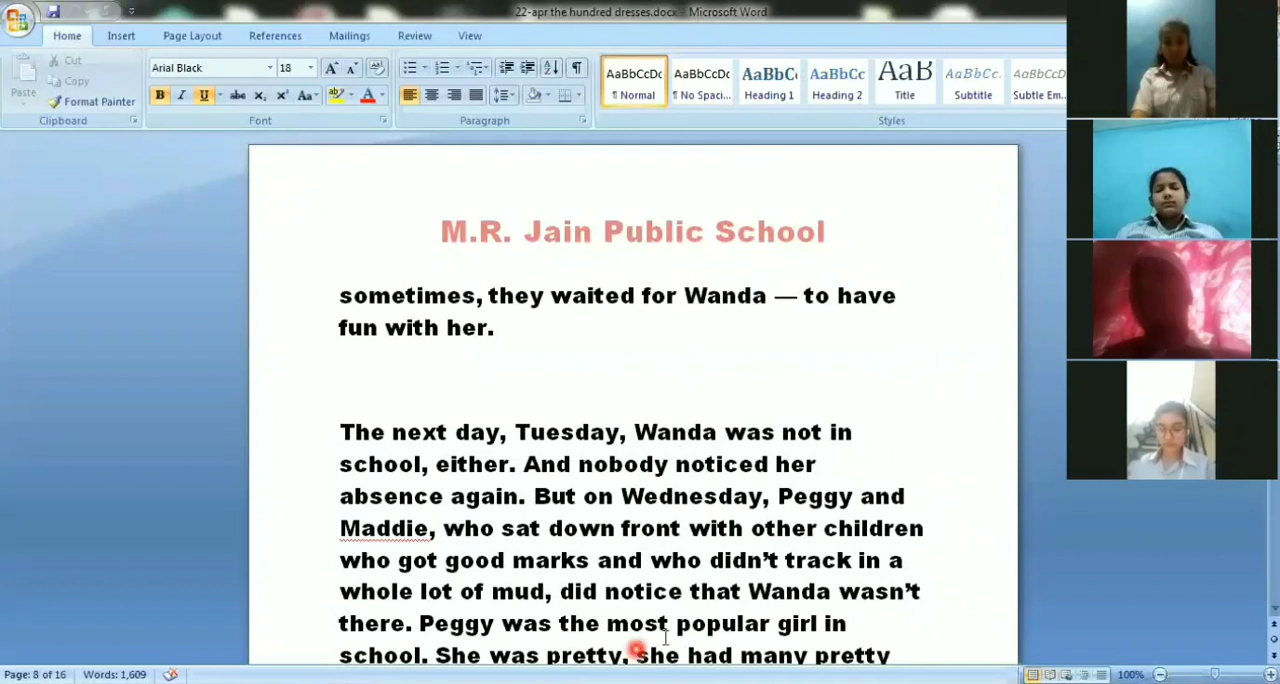 22-apr the hundred dresses.docx - Microsoft Word
Home Insert Page Layout References Mailings Review View
Cut
Copy
Paste
Format Painter
Clipboard
Arial Black 18
Font
Paragraph
AaBbCcDc AaBbCcDc AaBbC( AaBbCc AaB AaBbCc. AaBbCcDc
¶ Normal ¶ No Spaci... Heading 1 Heading 2 Title Subtitle Subtle Em...
Styles
M.R. Jain Public School
sometimes, they waited for Wanda — to have
fun with her.
The next day, Tuesday, Wanda was not in
school, either. And nobody noticed her
absence again. But on Wednesday, Peggy and
Maddie, who sat down front with other children
who got good marks and who didn’t track in a
whole lot of mud, did notice that Wanda wasn’t
there. Peggy was the most popular girl in
school. She was pretty, she had many pretty
Page: 8 of 16 Words: 1,609 100%